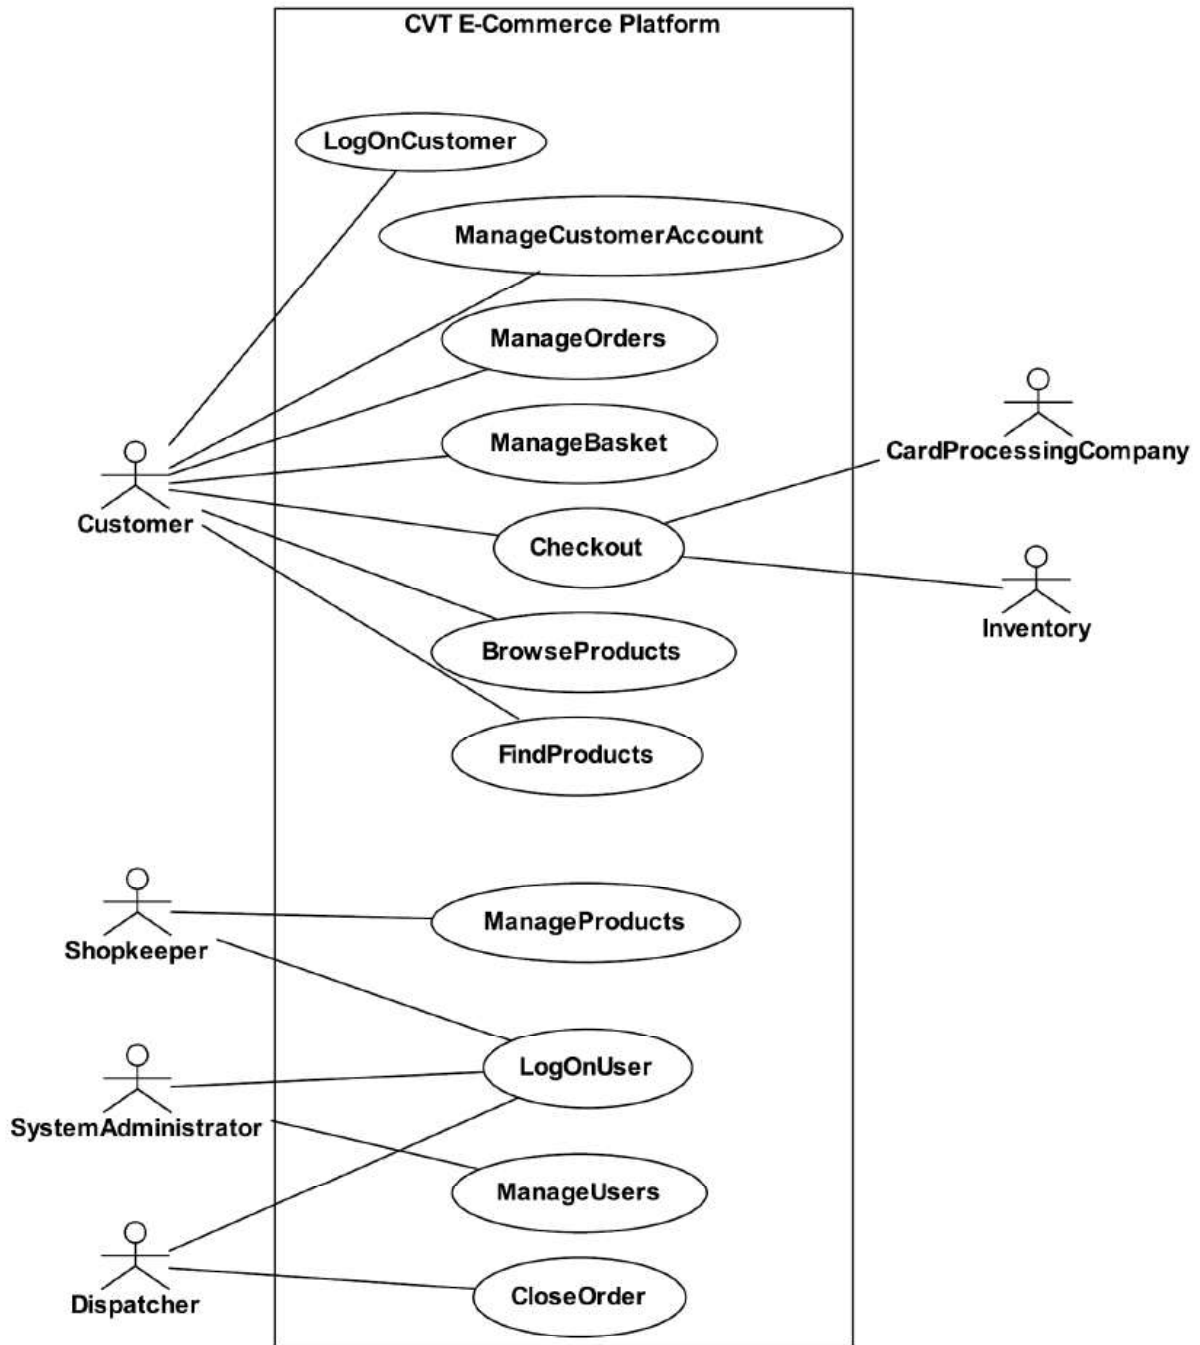 CVT E-Commerce Platform
LogOnCustomer
ManageCustomerAccount
ManageOrders
ManageBasket
CardProcessingCompany
Customer
Checkout
Inventory
BrowseProducts
FindProducts
ManageProducts
Shopkeeper
LogOnUser
SystemAdministrator
ManageUsers
Dispatcher
CloseOrder